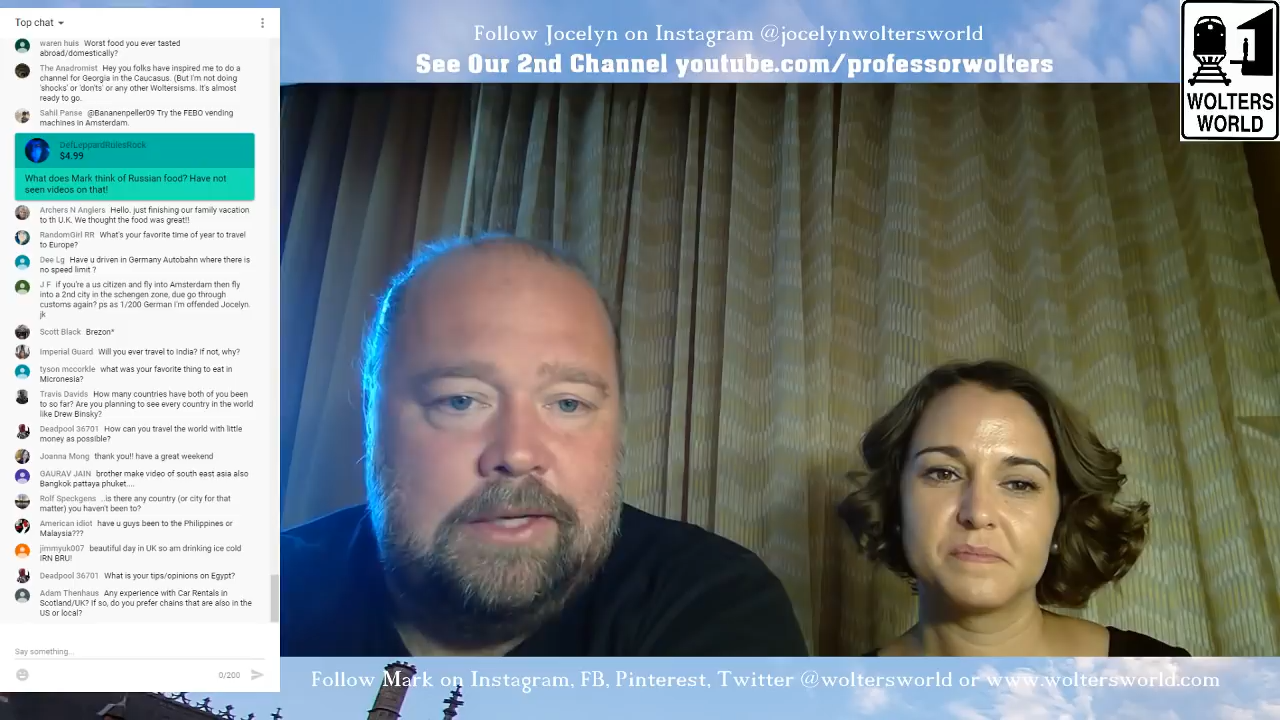 Top chat
waren huis Worst food you ever tasted
abroad/domestically?
The Anadromist Hey you folks have inspired me to do a
channel for Georgia in the Caucasus. (But I'm not doing
'shocks' or 'don'ts' or any other Woltersisms. It's almost
ready to go.
Sahil Panse @Bananenpeller09 Try the FEBO vending
machines in Amsterdam.
DefLeppardRulesRock
$4.99
What does Mark think of Russian food? Have not
seen videos on that!
Archers N Anglers Hello. just finishing our family vacation
to th U.K. We thought the food was great!!
RandomGirl RR What's your favorite time of year to travel
to Europe?
Dee Lg Have u driven in Germany Autobahn where there is
no speed limit ?
J F if you're a us citizen and fly into Amsterdam then fly
into a 2nd city in the schengen zone, due go through
customs again? ps as 1/200 German I'm offended Jocelyn.
jk
Scott Black Brezon*
Imperial Guard Will you ever travel to India? If not, why?
tyson mccorkle what was your favorite thing to eat in
Micronesia?
Travis Davids How many countries have both of you been
to so far? Are you planning to see every country in the world
like Drew Binsky?
Deadpool 36701 How can you travel the world with little
money as possible?
Joanna Mong thank you!! have a great weekend
GAURAV JAIN brother make video of south east asia also
Bangkok pattaya phuket....
Rolf Speckgens ...is there any country (or city for that
matter) you haven't been to?
American idiot have u guys been to the Philippines or
Malaysia???
jimmyuk007 beautiful day in UK so am drinking ice cold
IRN BRU!
Deadpool 36701 What is your tips/opinions on Egypt?
Adam Thenhaus Any experience with Car Rentals in
Scotland/UK? If so, do you prefer chains that are also in the
US or local?
Say something...
0/200
Follow Jocelyn on Instagram @jocelynwoltersworld
See Our 2nd Channel youtube.com/professorwolters
WOLTERS
WORLD
Follow Mark on Instagram, FB, Pinterest, Twitter @woltersworld or www.woltersworld.com